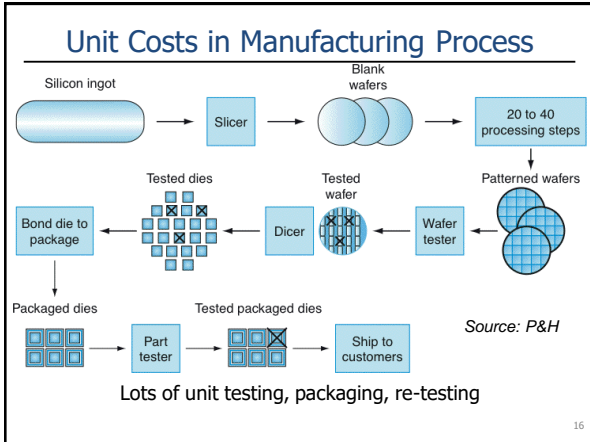 Unit Costs in Manufacturing Process
Silicon ingot
Slicer
Blank
wafers
20 to 40
processing steps
Patterned wafers
Wafer
tester
Tested
wafer
Dicer
Tested dies
Bond die to
package
Packaged dies
Part
tester
Tested packaged dies
Ship to
customers
Source: P&H
Lots of unit testing, packaging, re-testing
16